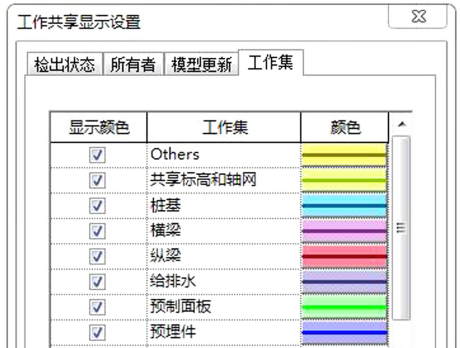 工作共享显示设置
检出状态 所有者 模型更新 工作集
显示颜色 工作集 颜色
Others
共享标高和轴网
桩基
横梁
纵梁
给排水
预制面板
预埋件